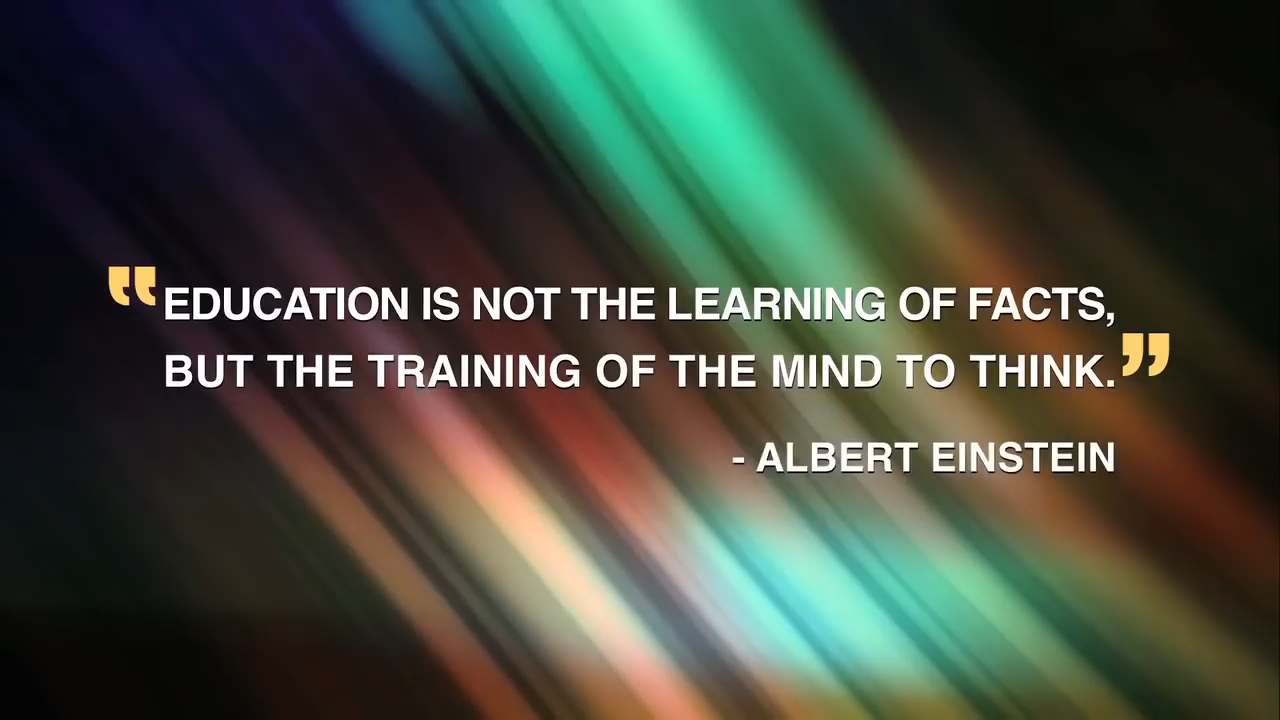 “EDUCATION IS NOT THE LEARNING OF FACTS,
BUT THE TRAINING OF THE MIND TO THINK.”
- ALBERT EINSTEIN